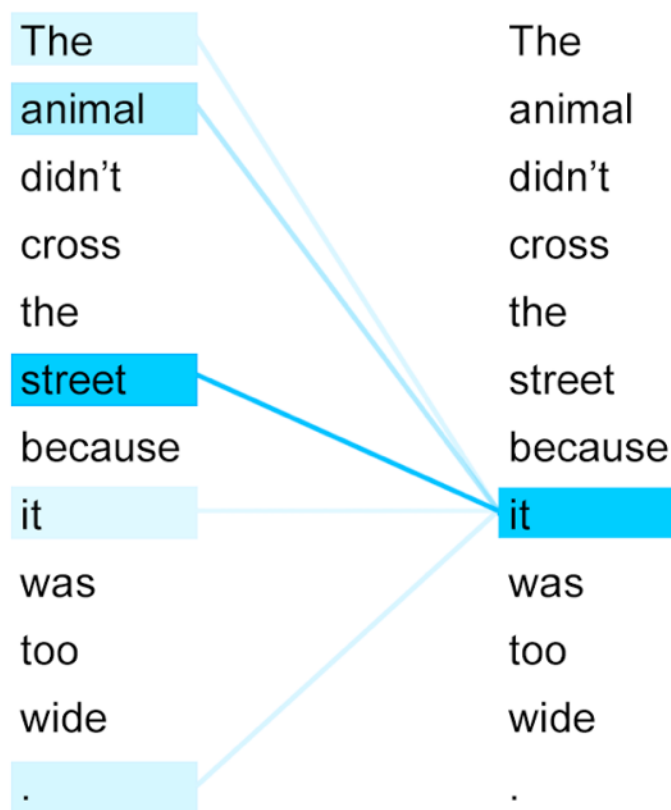 The The
animal animal
didn’t didn’t
cross cross
the the
street street
because because
it it
was was
too too
wide wide
. .